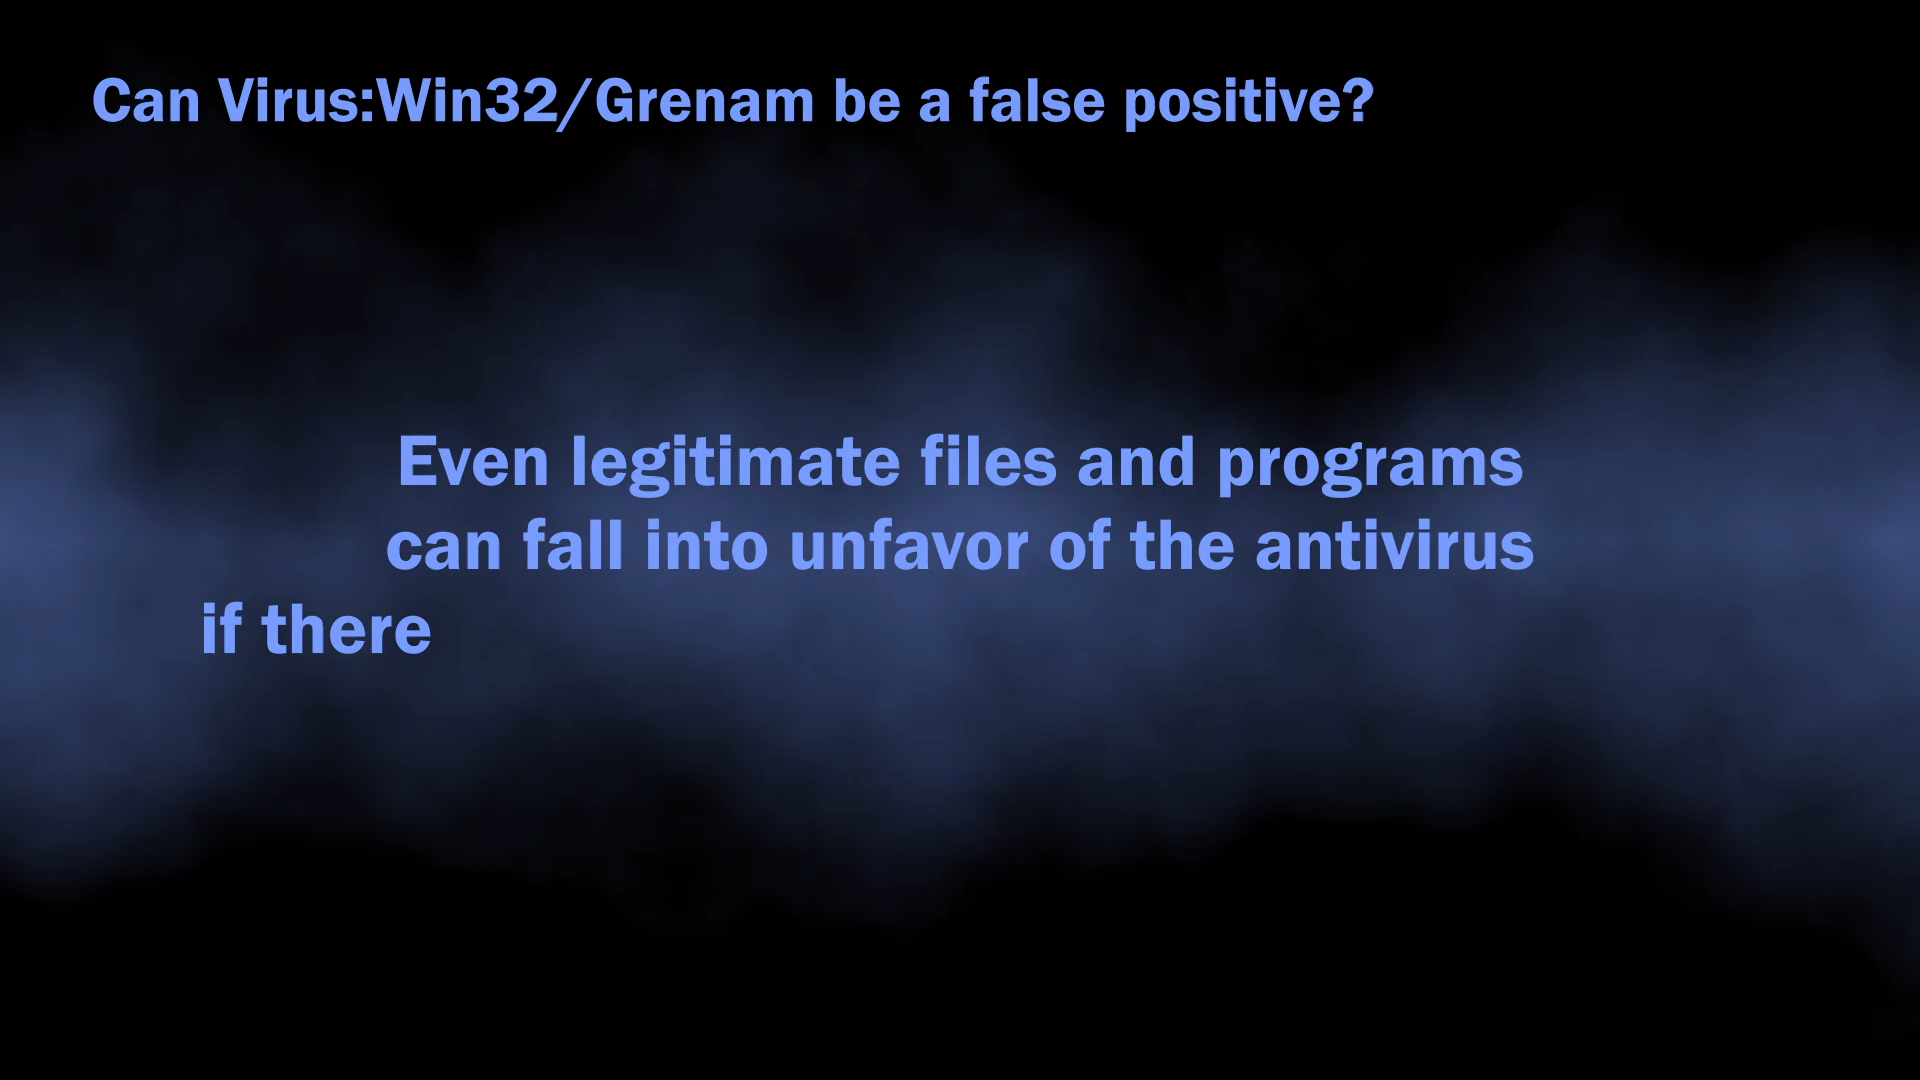 Can Virus:Win32/Grenam be a false positive?
Even legitimate files and programs
can fall into unfavor of the antivirus
if there